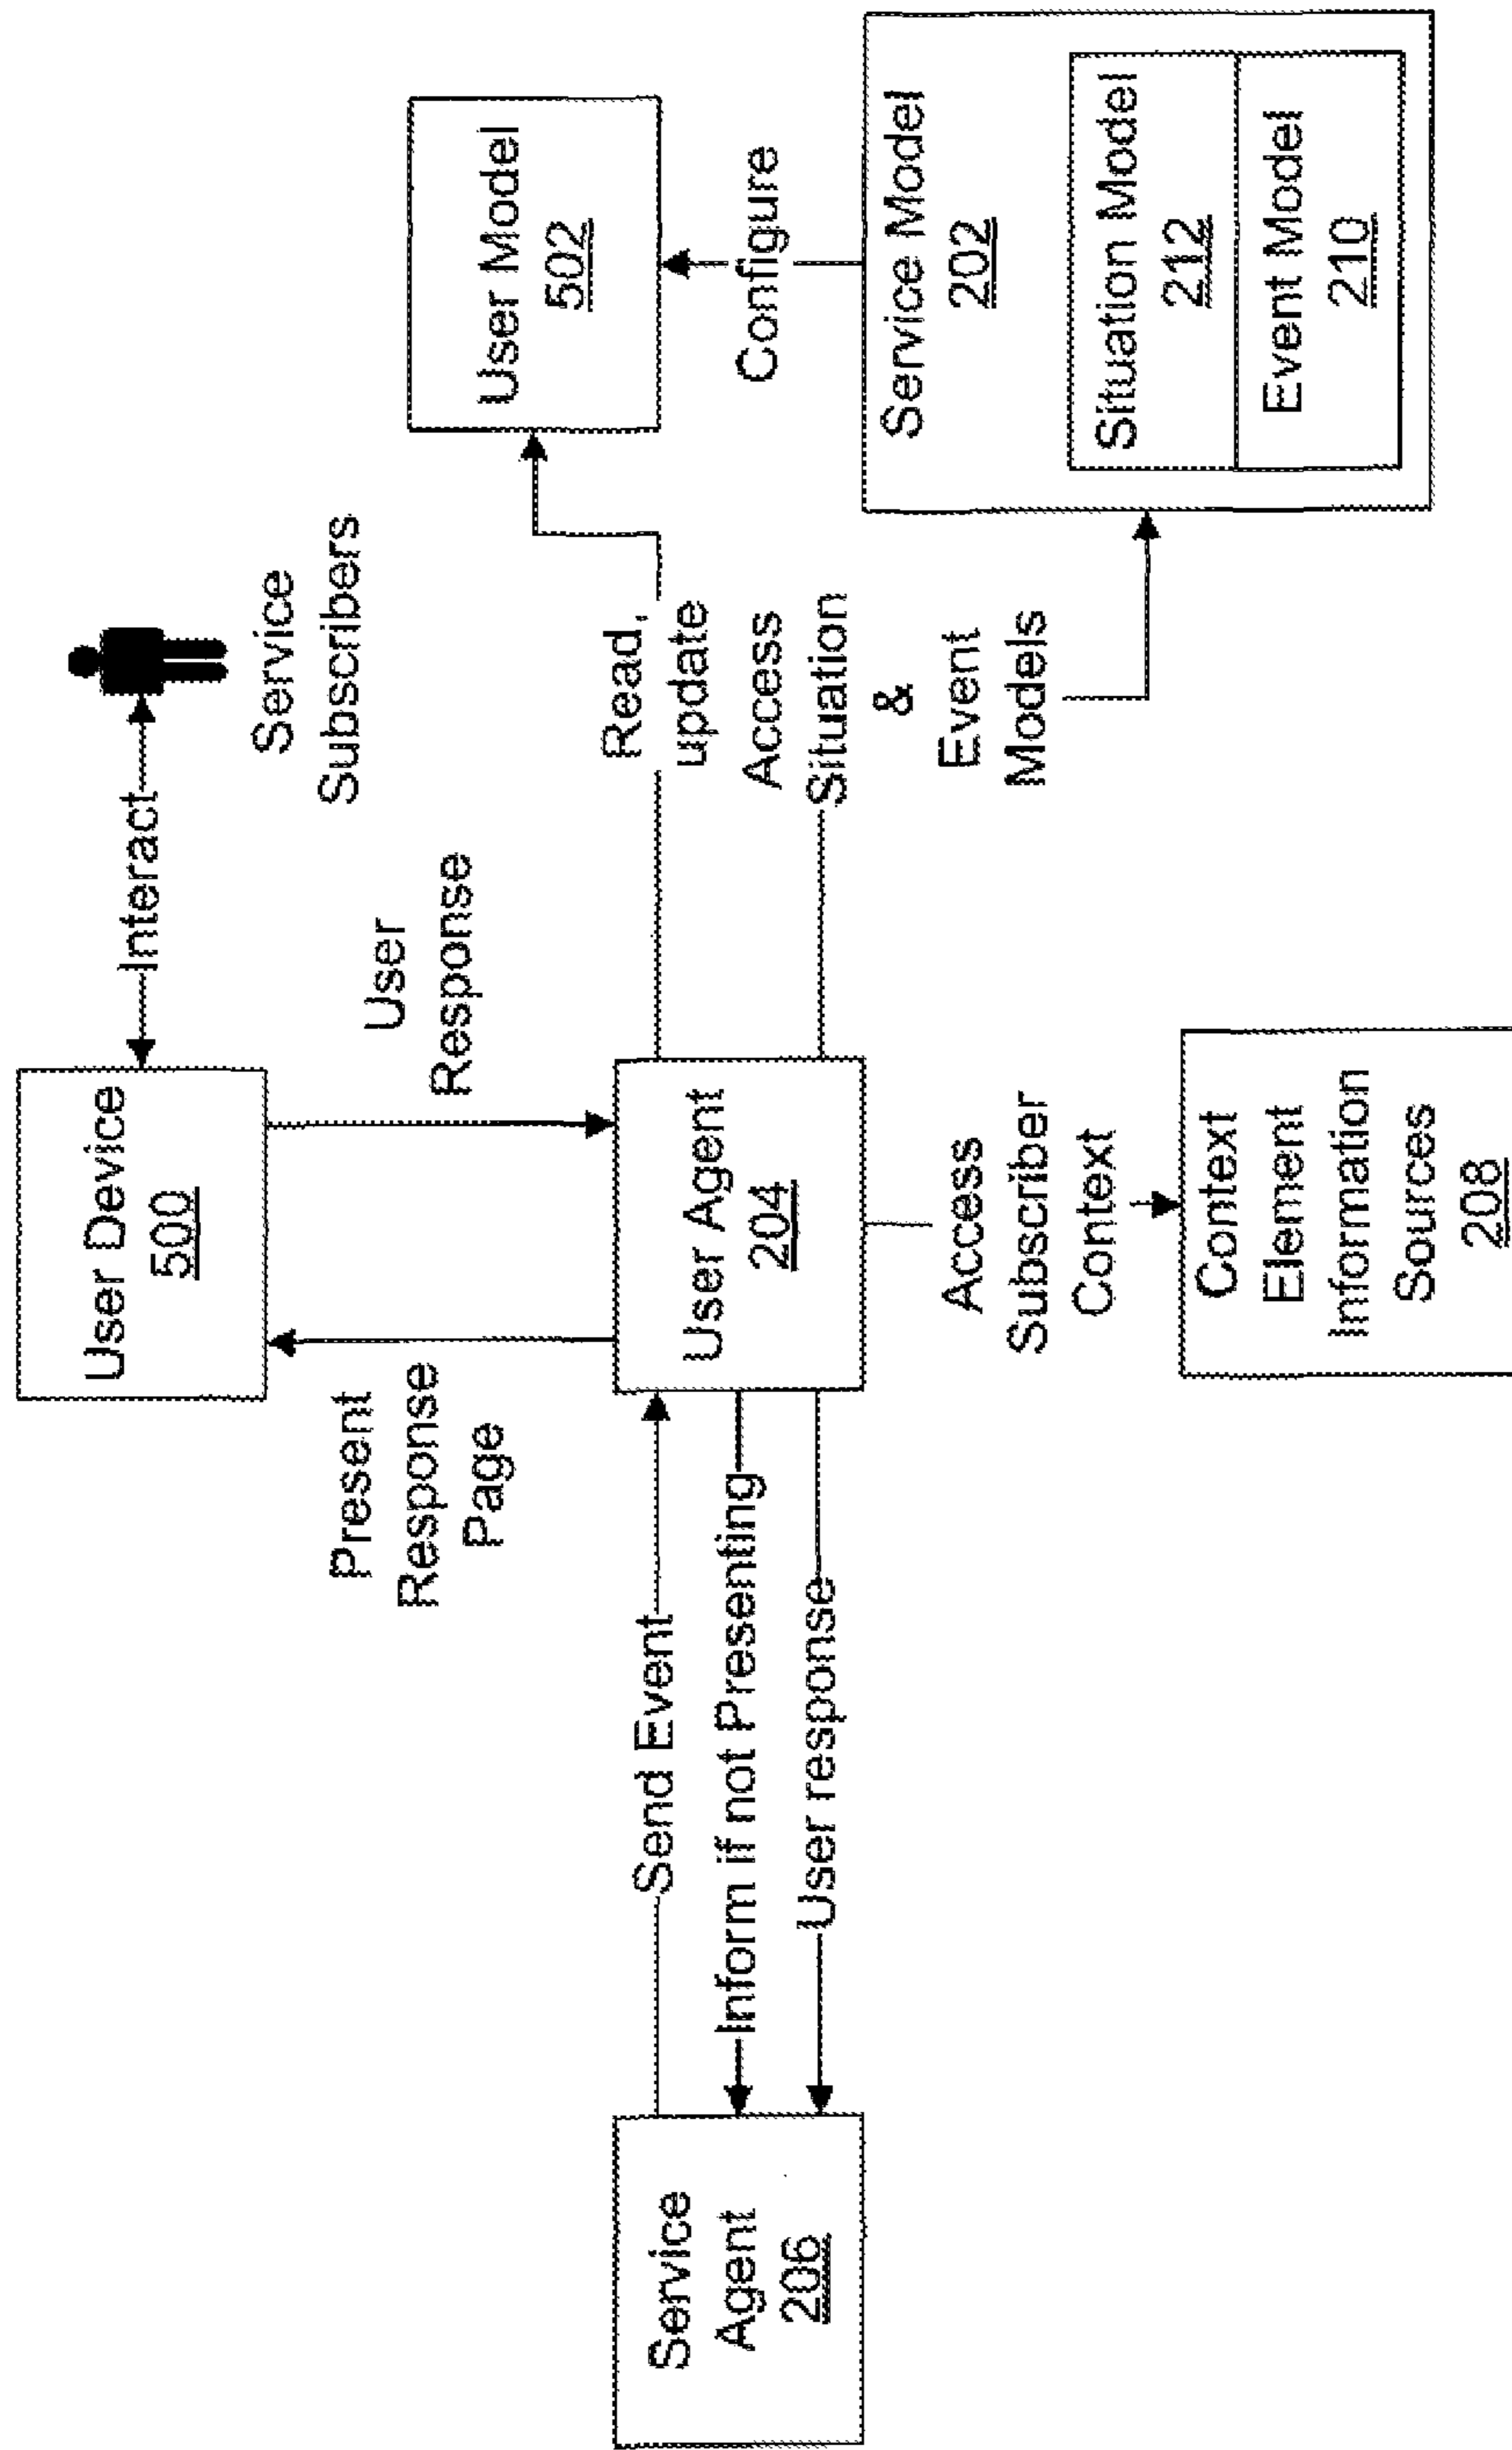 User Device
500
Interact
Service
Subscribers
Present
Response
Page
User
Response
User Model
502
Configure
Read,
update
Access
Situation
&
Event
Models
Service
Agent
206
Send Event
Inform if not Presenting
User response
User Agent
204
Access
Subscriber
Context
Context
Element
Information
Sources
208
Service Model
202
Situation Model
212
Event Model
210